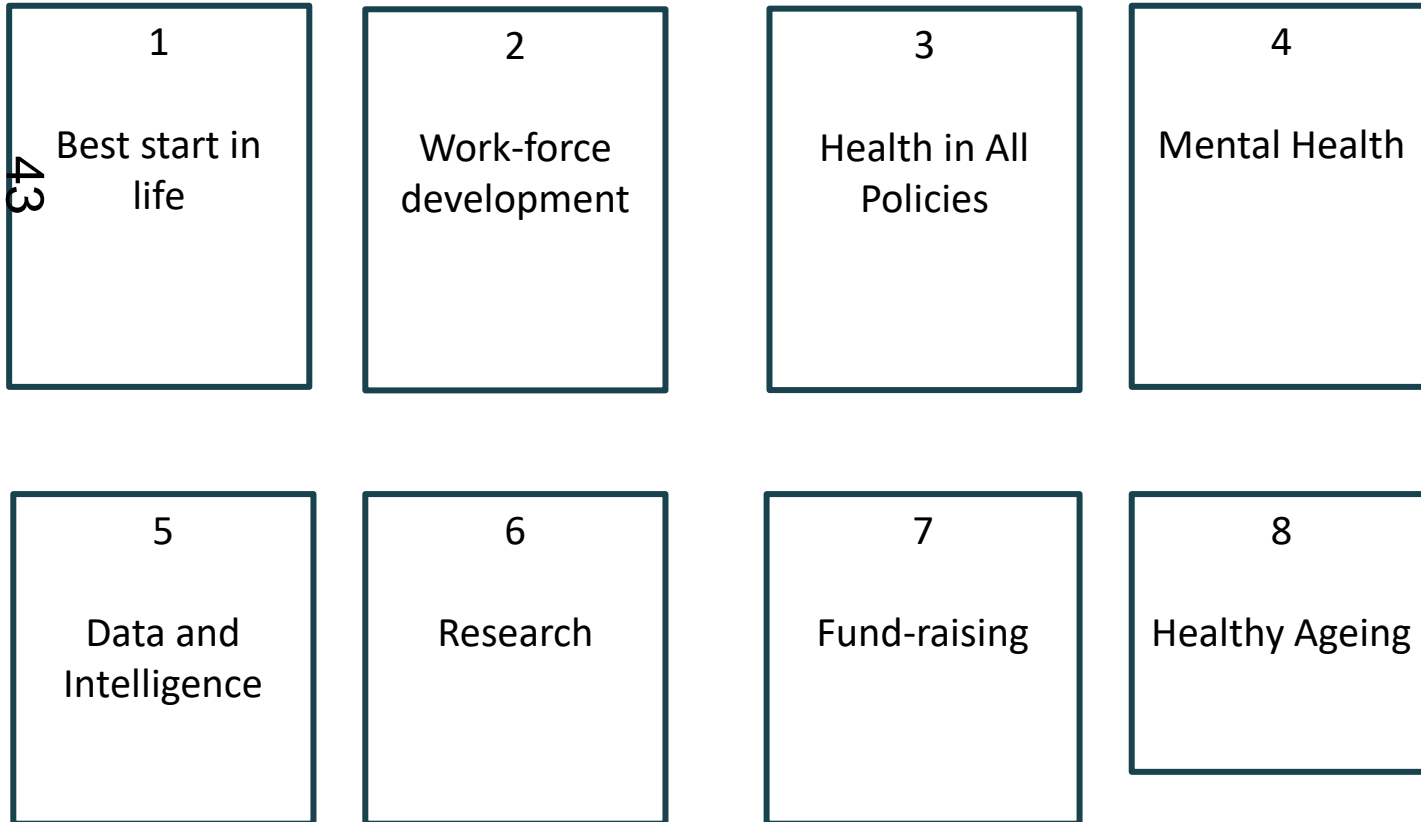 1
Best start in
life
43
2
Work-force
development
3
Health in All
Policies
4
Mental Health
5
Data and
Intelligence
6
Research
7
Fund-raising
8
Healthy Ageing